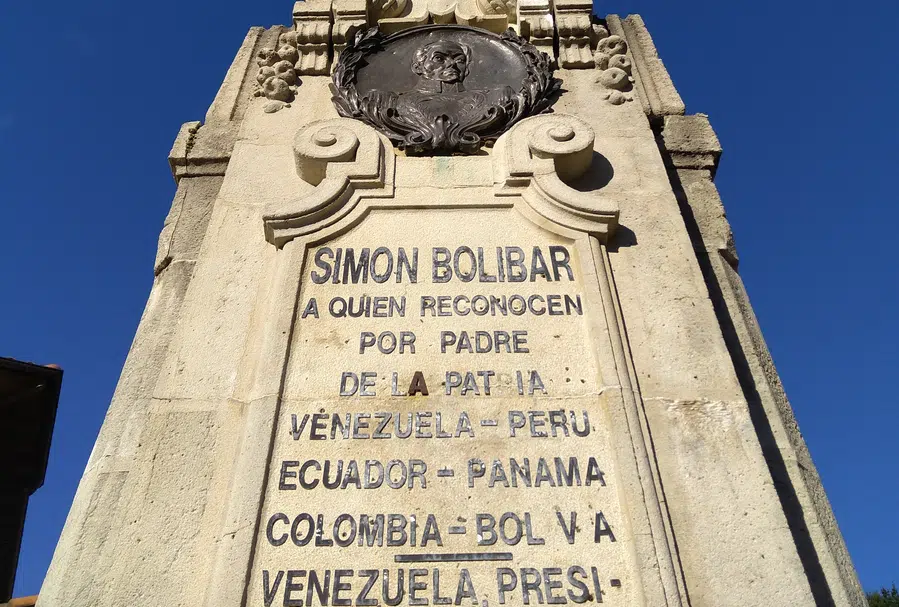 SIMON BOLIBAR
A QUIEN RECONOCEN
POR PADRE
DE LA PAT IA
VENEZUELA - PERU
ECUADOR - PANAMA
COLOMBIA - BOL V A
VENEZUELA, PRESI-